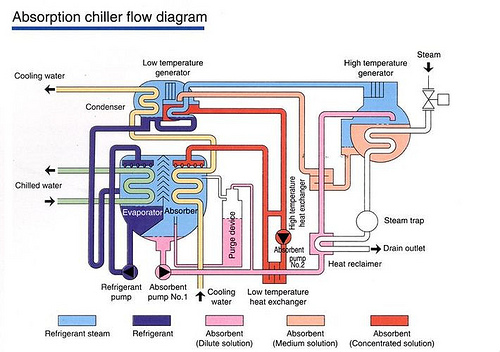 Absorption chiller flow diagram
Steam
Low temperature
generator
High temperature
generator
Cooling water
Condenser
Chilled water
Evaporator
Absorber
Purge device
High temperature
heat exchanger
Absorbent
pump
No.2
Steam trap
Drain outlet
Heat reclaimer
Refrigerant
pump
Absorbent
pump No.1
Cooling
water
Low temperature
heat exchanger
Refrigerant steam
Refrigerant
Absorbent
(Dilute solution)
Absorbent
(Medium solution)
Absorbent
(Concentrated solution)